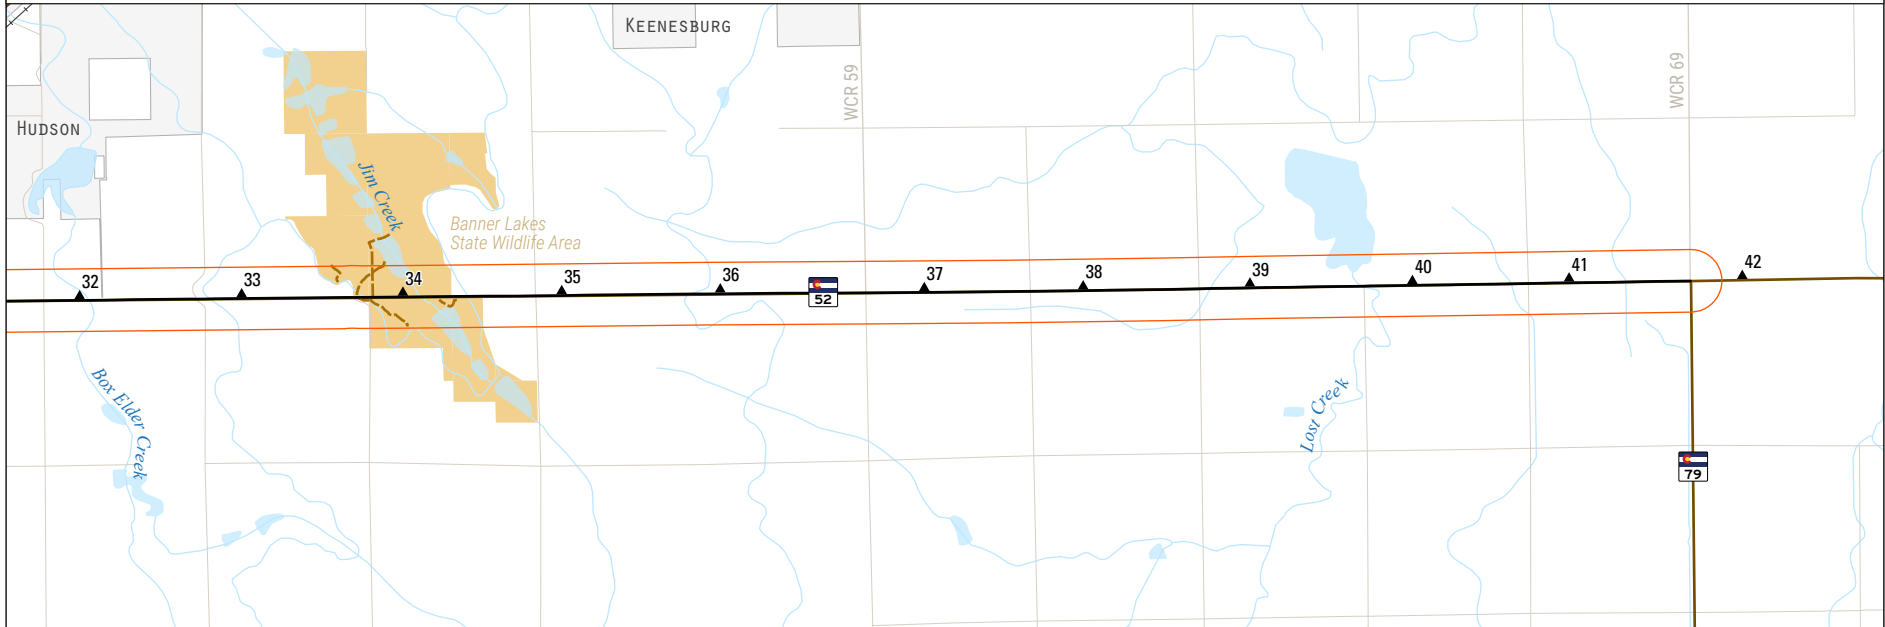 KEENESBURG
WCR 59
WCR 69
HUDSON
Jim Creek
Banner Lakes
State Wildlife Area
32
33
34
35
36
37
38
39
40
41
42
52
Box Elder Creek
Lost Creek
79